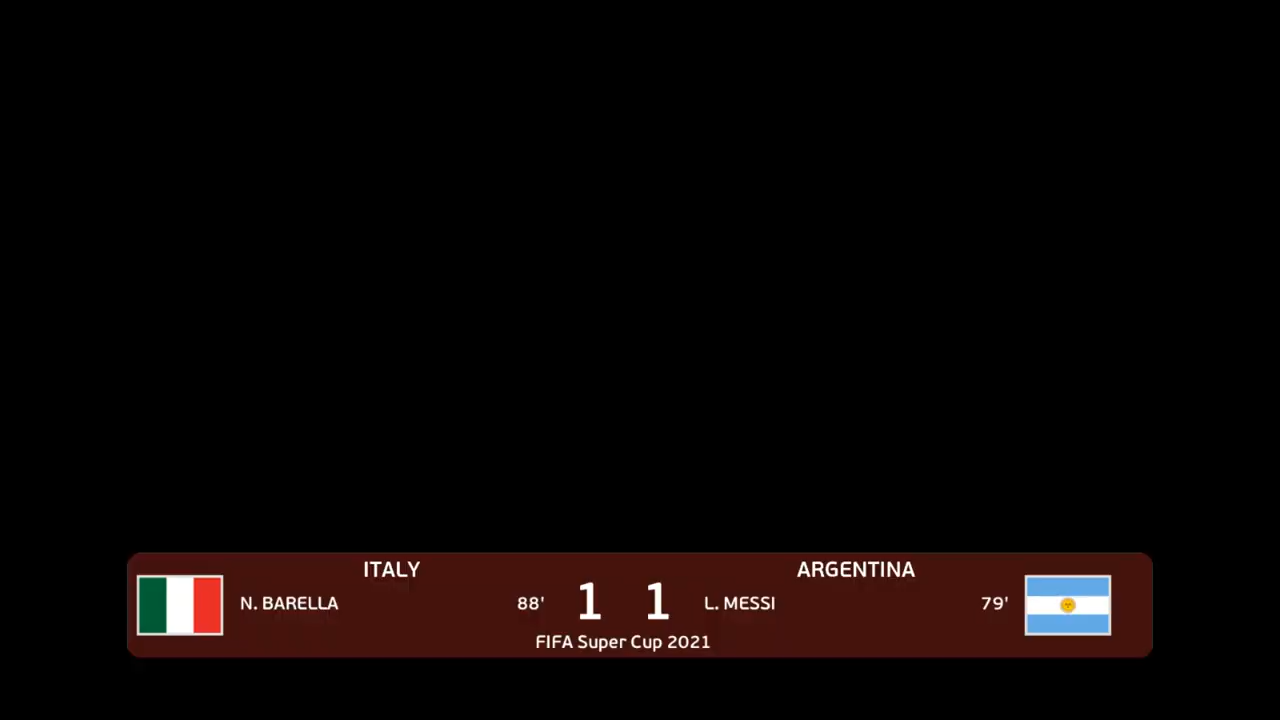 ITALY ARGENTINA
N. BARELLA 88' 1 1 L. MESSI 79'
FIFA Super Cup 2021